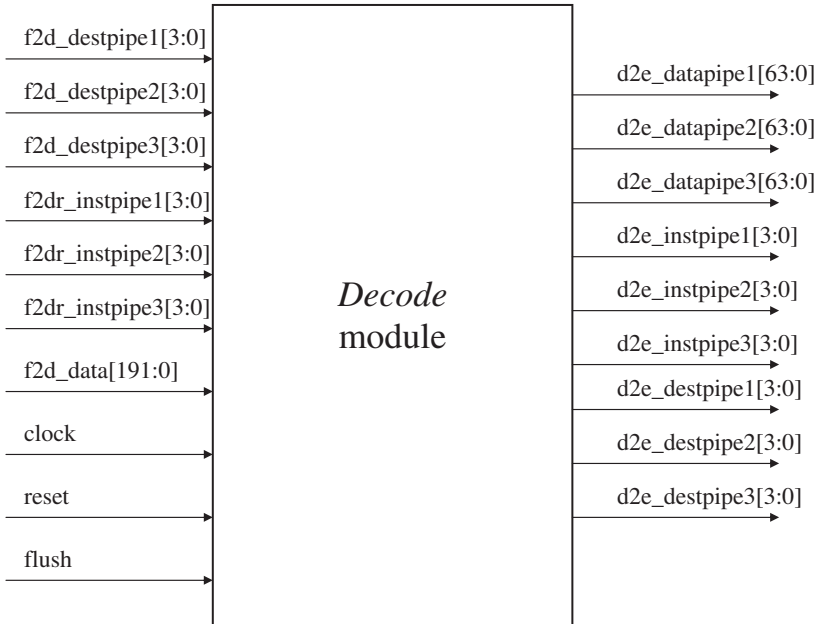 f2d_destpipe1[3:0]
f2d_destpipe2[3:0]
f2d_destpipe3[3:0]
f2dr_instpipe1[3:0]
f2dr_instpipe2[3:0]
f2dr_instpipe3[3:0]
f2d_data[191:0]
clock
reset
flush
Decode
module
d2e_datapipe1[63:0]
d2e_datapipe2[63:0]
d2e_datapipe3[63:0]
d2e_instpipe1[3:0]
d2e_instpipe2[3:0]
d2e_instpipe3[3:0]
d2e_destpipe1[3:0]
d2e_destpipe2[3:0]
d2e_destpipe3[3:0]